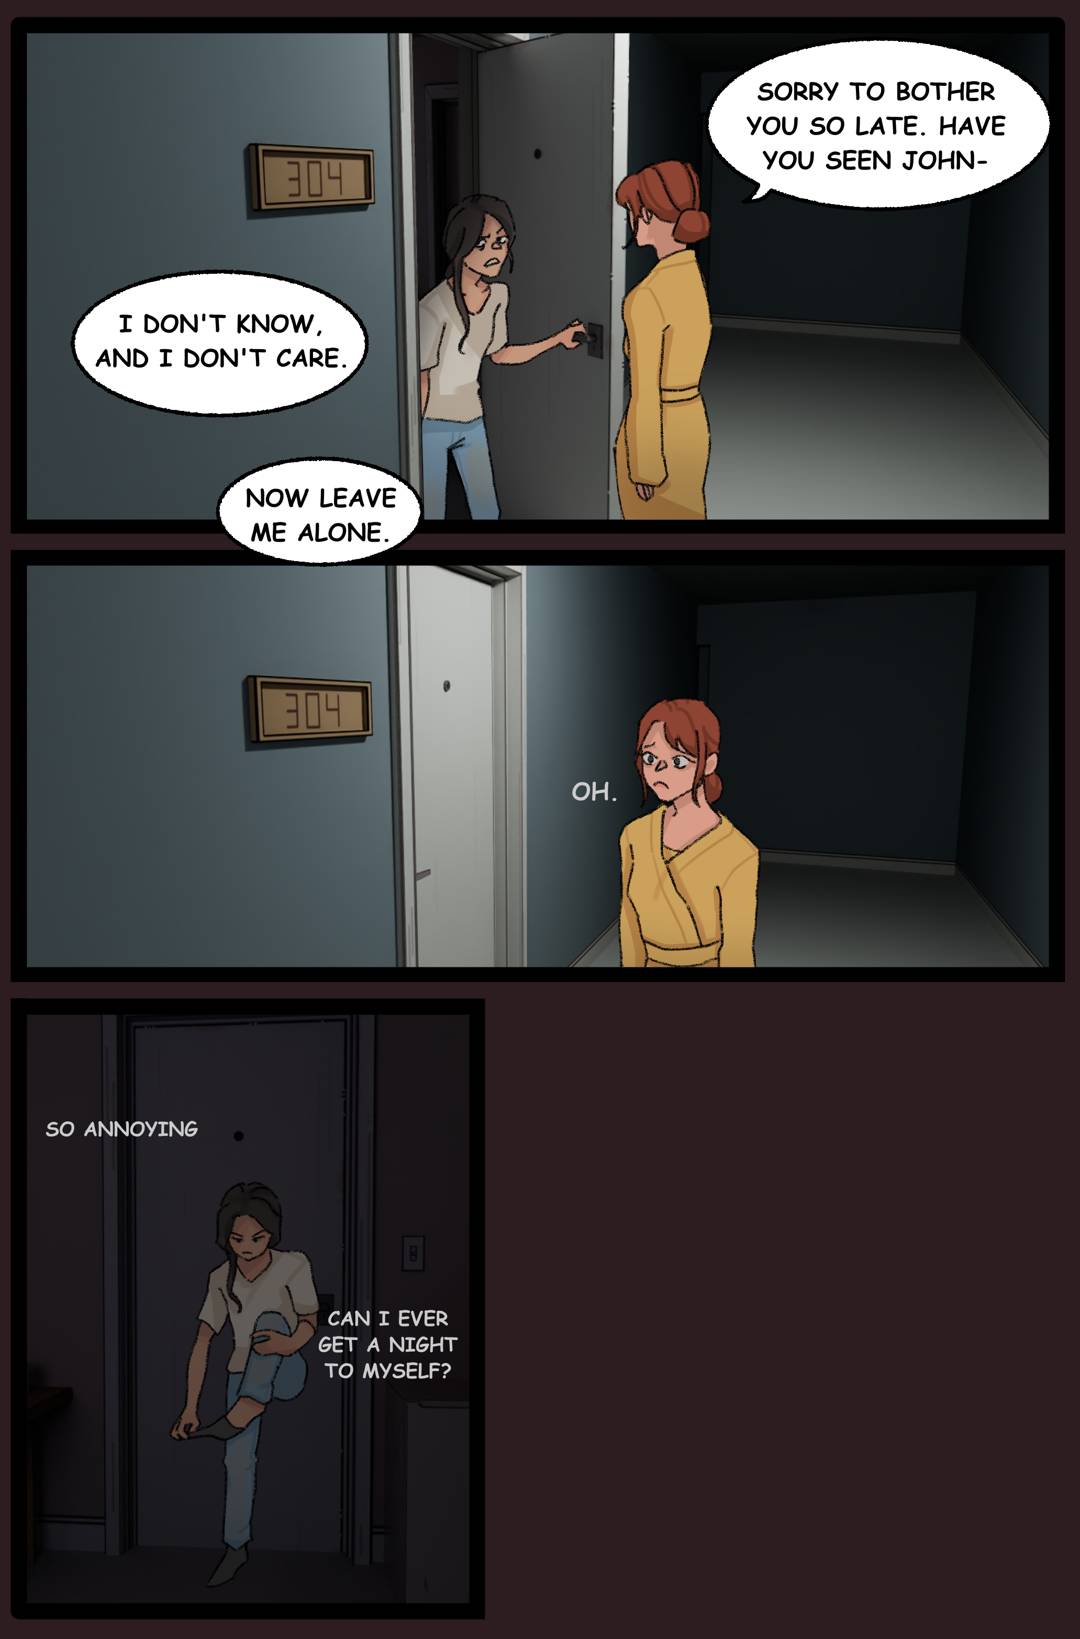 SORRY TO BOTHER
YOU SO LATE. HAVE
YOU SEEN JOHN-
304
I DON'T KNOW,
AND I DON'T CARE.
NOW LEAVE
ME ALONE.
304
OH.
SO ANNOYING
CAN I EVER
GET A NIGHT
TO MYSELF?